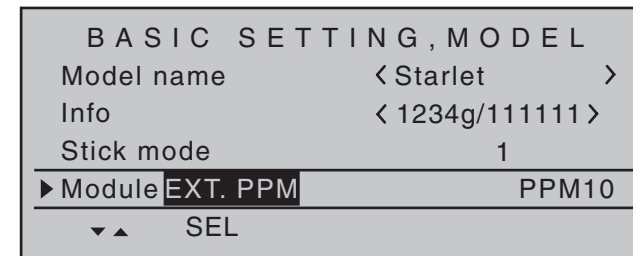 BASIC SETTING,MODEL
Model name <Starlet >
Info <1234g/111111>
Stick mode 1
Module EXT. PPM PPM10
SEL